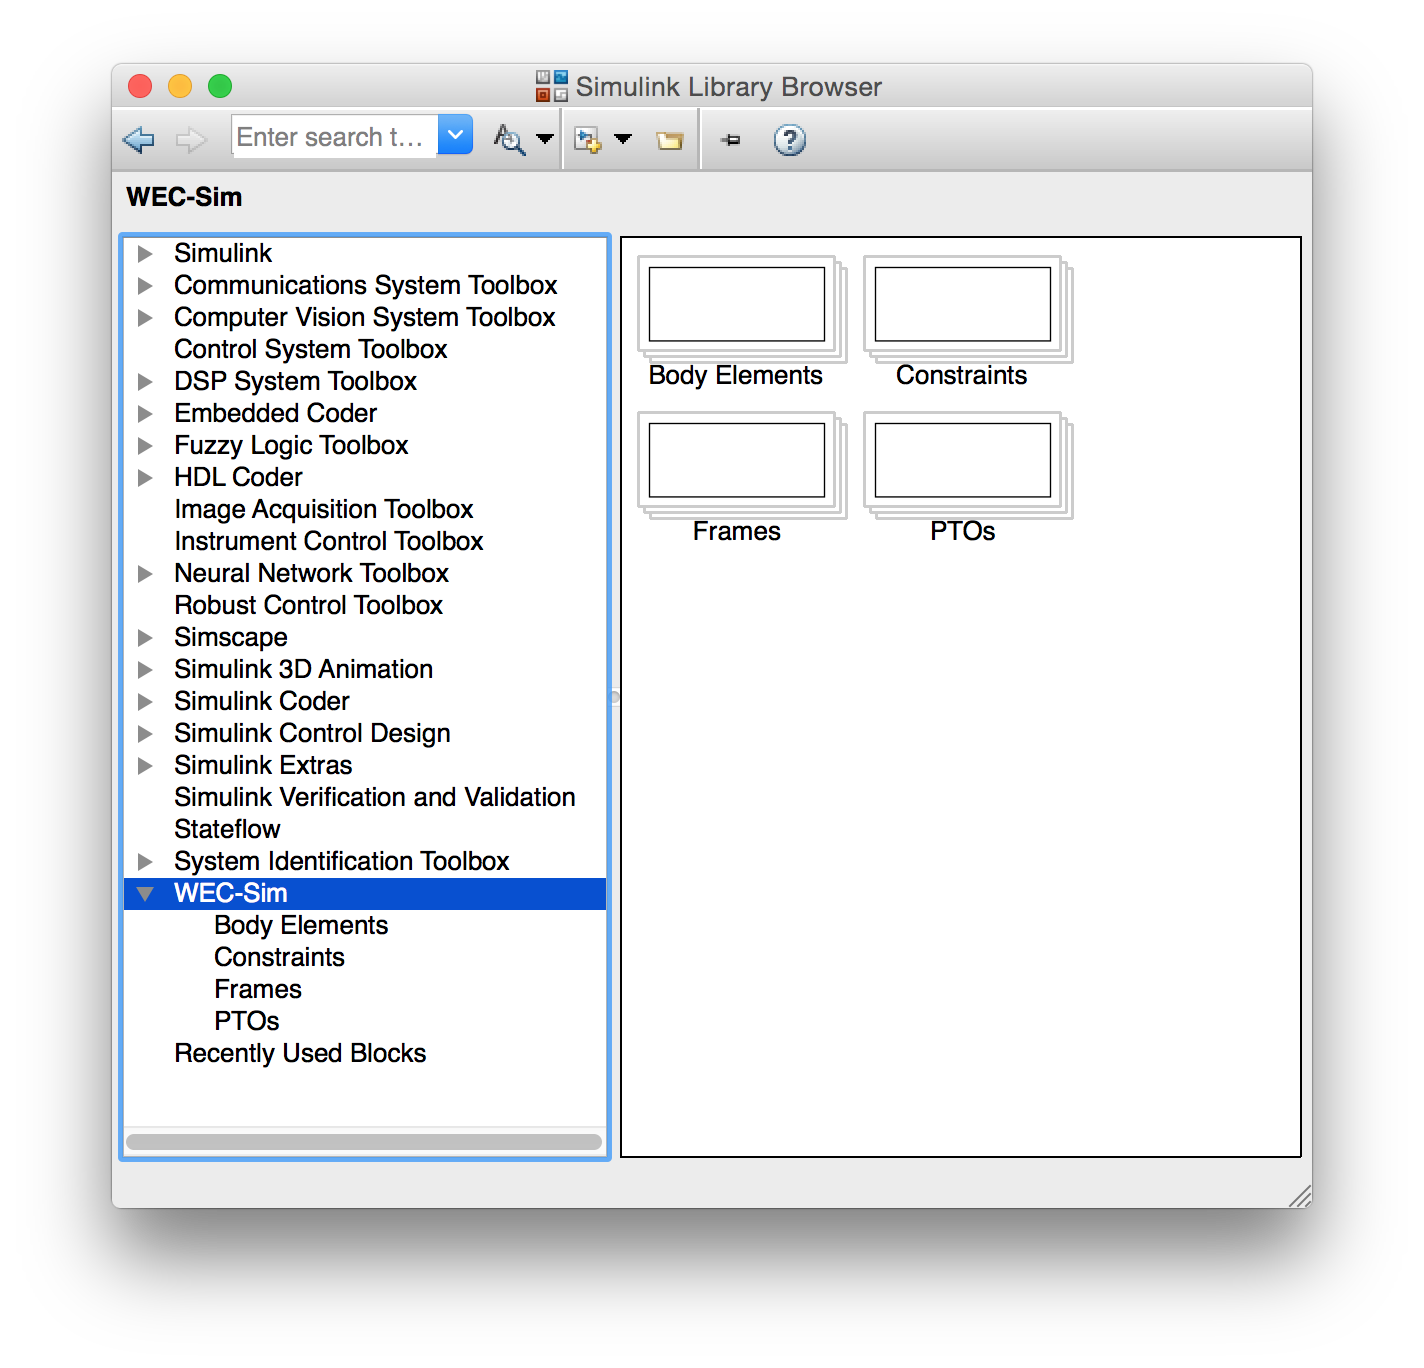 Simulink Library Browser
Enter search t...
WEC-Sim
Simulink
Communications System Toolbox
Computer Vision System Toolbox
Control System Toolbox
DSP System Toolbox
Embedded Coder
Fuzzy Logic Toolbox
HDL Coder
Image Acquisition Toolbox
Instrument Control Toolbox
Neural Network Toolbox
Robust Control Toolbox
Simscape
Simulink 3D Animation
Simulink Coder
Simulink Control Design
Simulink Extras
Simulink Verification and Validation
Stateflow
System Identification Toolbox
WEC-Sim
Body Elements
Constraints
Frames
PTOs
Recently Used Blocks
Body Elements
Constraints
Frames
PTOs